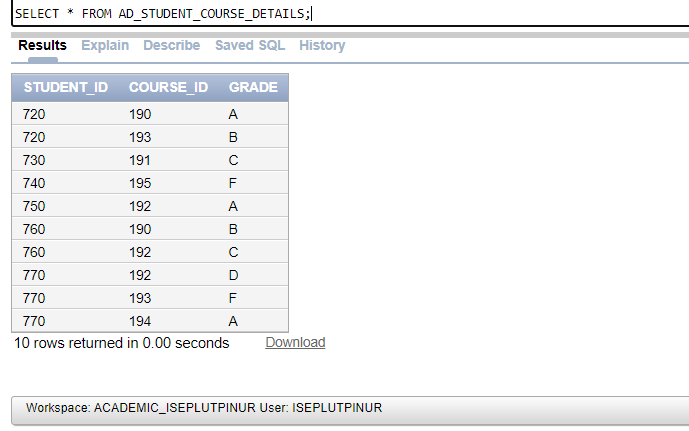 SELECT * FROM AD_STUDENT_COURSE_DETAILS;
Results Explain Describe Saved SQL History
STUDENT_ID COURSE_ID GRADE
720 190 A
720 193 B
730 191 C
740 195 F
750 192 A
760 190 B
760 192 C
770 192 D
770 193 F
770 194 A
10 rows returned in 0.00 seconds Download
Workspace: ACADEMIC_ISEPLUTPINUR User: ISEPLUTPINUR